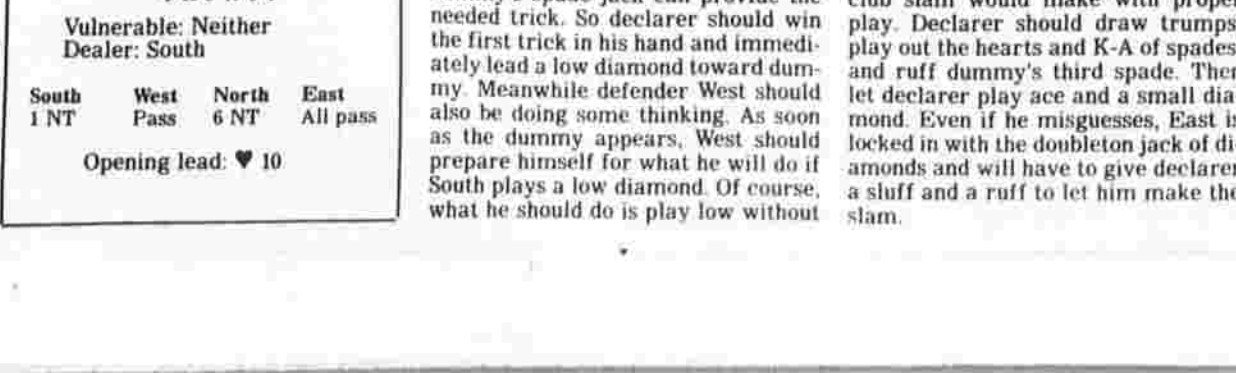 Vulnerable: Neither
Dealer: South
South West North East
1 NT Pass 6 NT All pass
Opening lead: ♥ 10
needed trick. So declarer should win
the first trick in his hand and immedi-
ately lead a low diamond toward dum-
my. Meanwhile defender West should
also be doing some thinking. As soon
as the dummy appears, West should
prepare himself for what he will do if
South plays a low diamond. Of course,
what he should do is play low without
play. Declarer should draw trumps
play out the hearts and K-A of spades
and ruff dummy's third spade. Then
let declarer play ace and a small dia-
mond. Even if he misguesses, East is
locked in with the doubleton jack of di-
amonds and will have to give declarer
a sluff and a ruff to let him make the
slam.